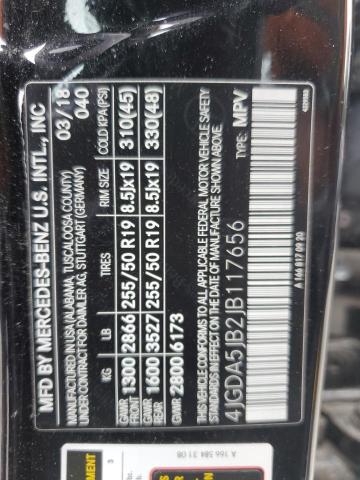 MFD BY MERCEDES-BENZ U.S. INTL., INC
MANUFACTURED IN USA (ALABAMA, TUSCALOOSA COUNTY) 03/18
UNDER CONTRACT FOR DAIMLER AG, STUTTGART (GERMANY) 040
KG LB TIRE SIZE RIM SIZE COLD KPA(PSI)
GAWR FRONT 1300 2866 255/50 R19 8.5Jx19 310(45)
GAWR REAR 1600 3527 255/50 R19 8.5Jx19 330(48)
GVWR 2800 6173
CONFORMS TO ALL APPLICABLE FEDERAL MOTOR VEHICLE SAFETY
STANDARDS IN EFFECT ON THE DATE OF MANUFACTURE SHOWN ABOVE.
4JGDA5JB2JB117656 TYPE: MPV
A 166 817 09 20
A 166 584 31 08